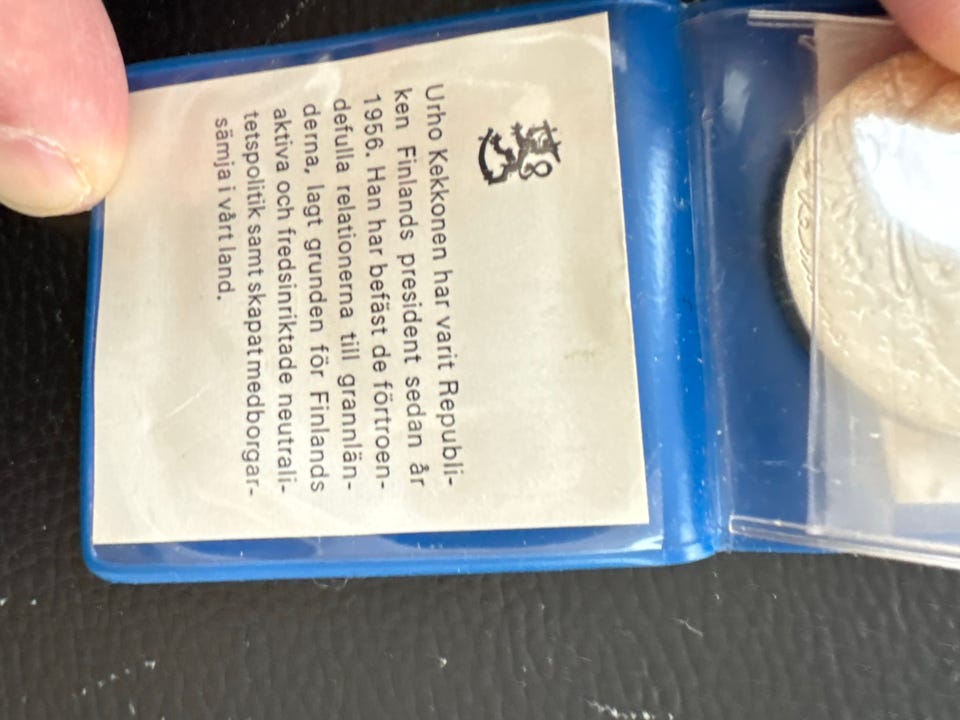 Urho Kekkonen har varit Republi-
ken Finlands president sedan år
1956. Han har befäst de förtroen-
defulla relationerna till grannlän-
derna, lagt grunden för Finlands
aktiva och fredsinriktade neutrali-
tetspolitik samt skapat medborgar-
sämja i vårt land.